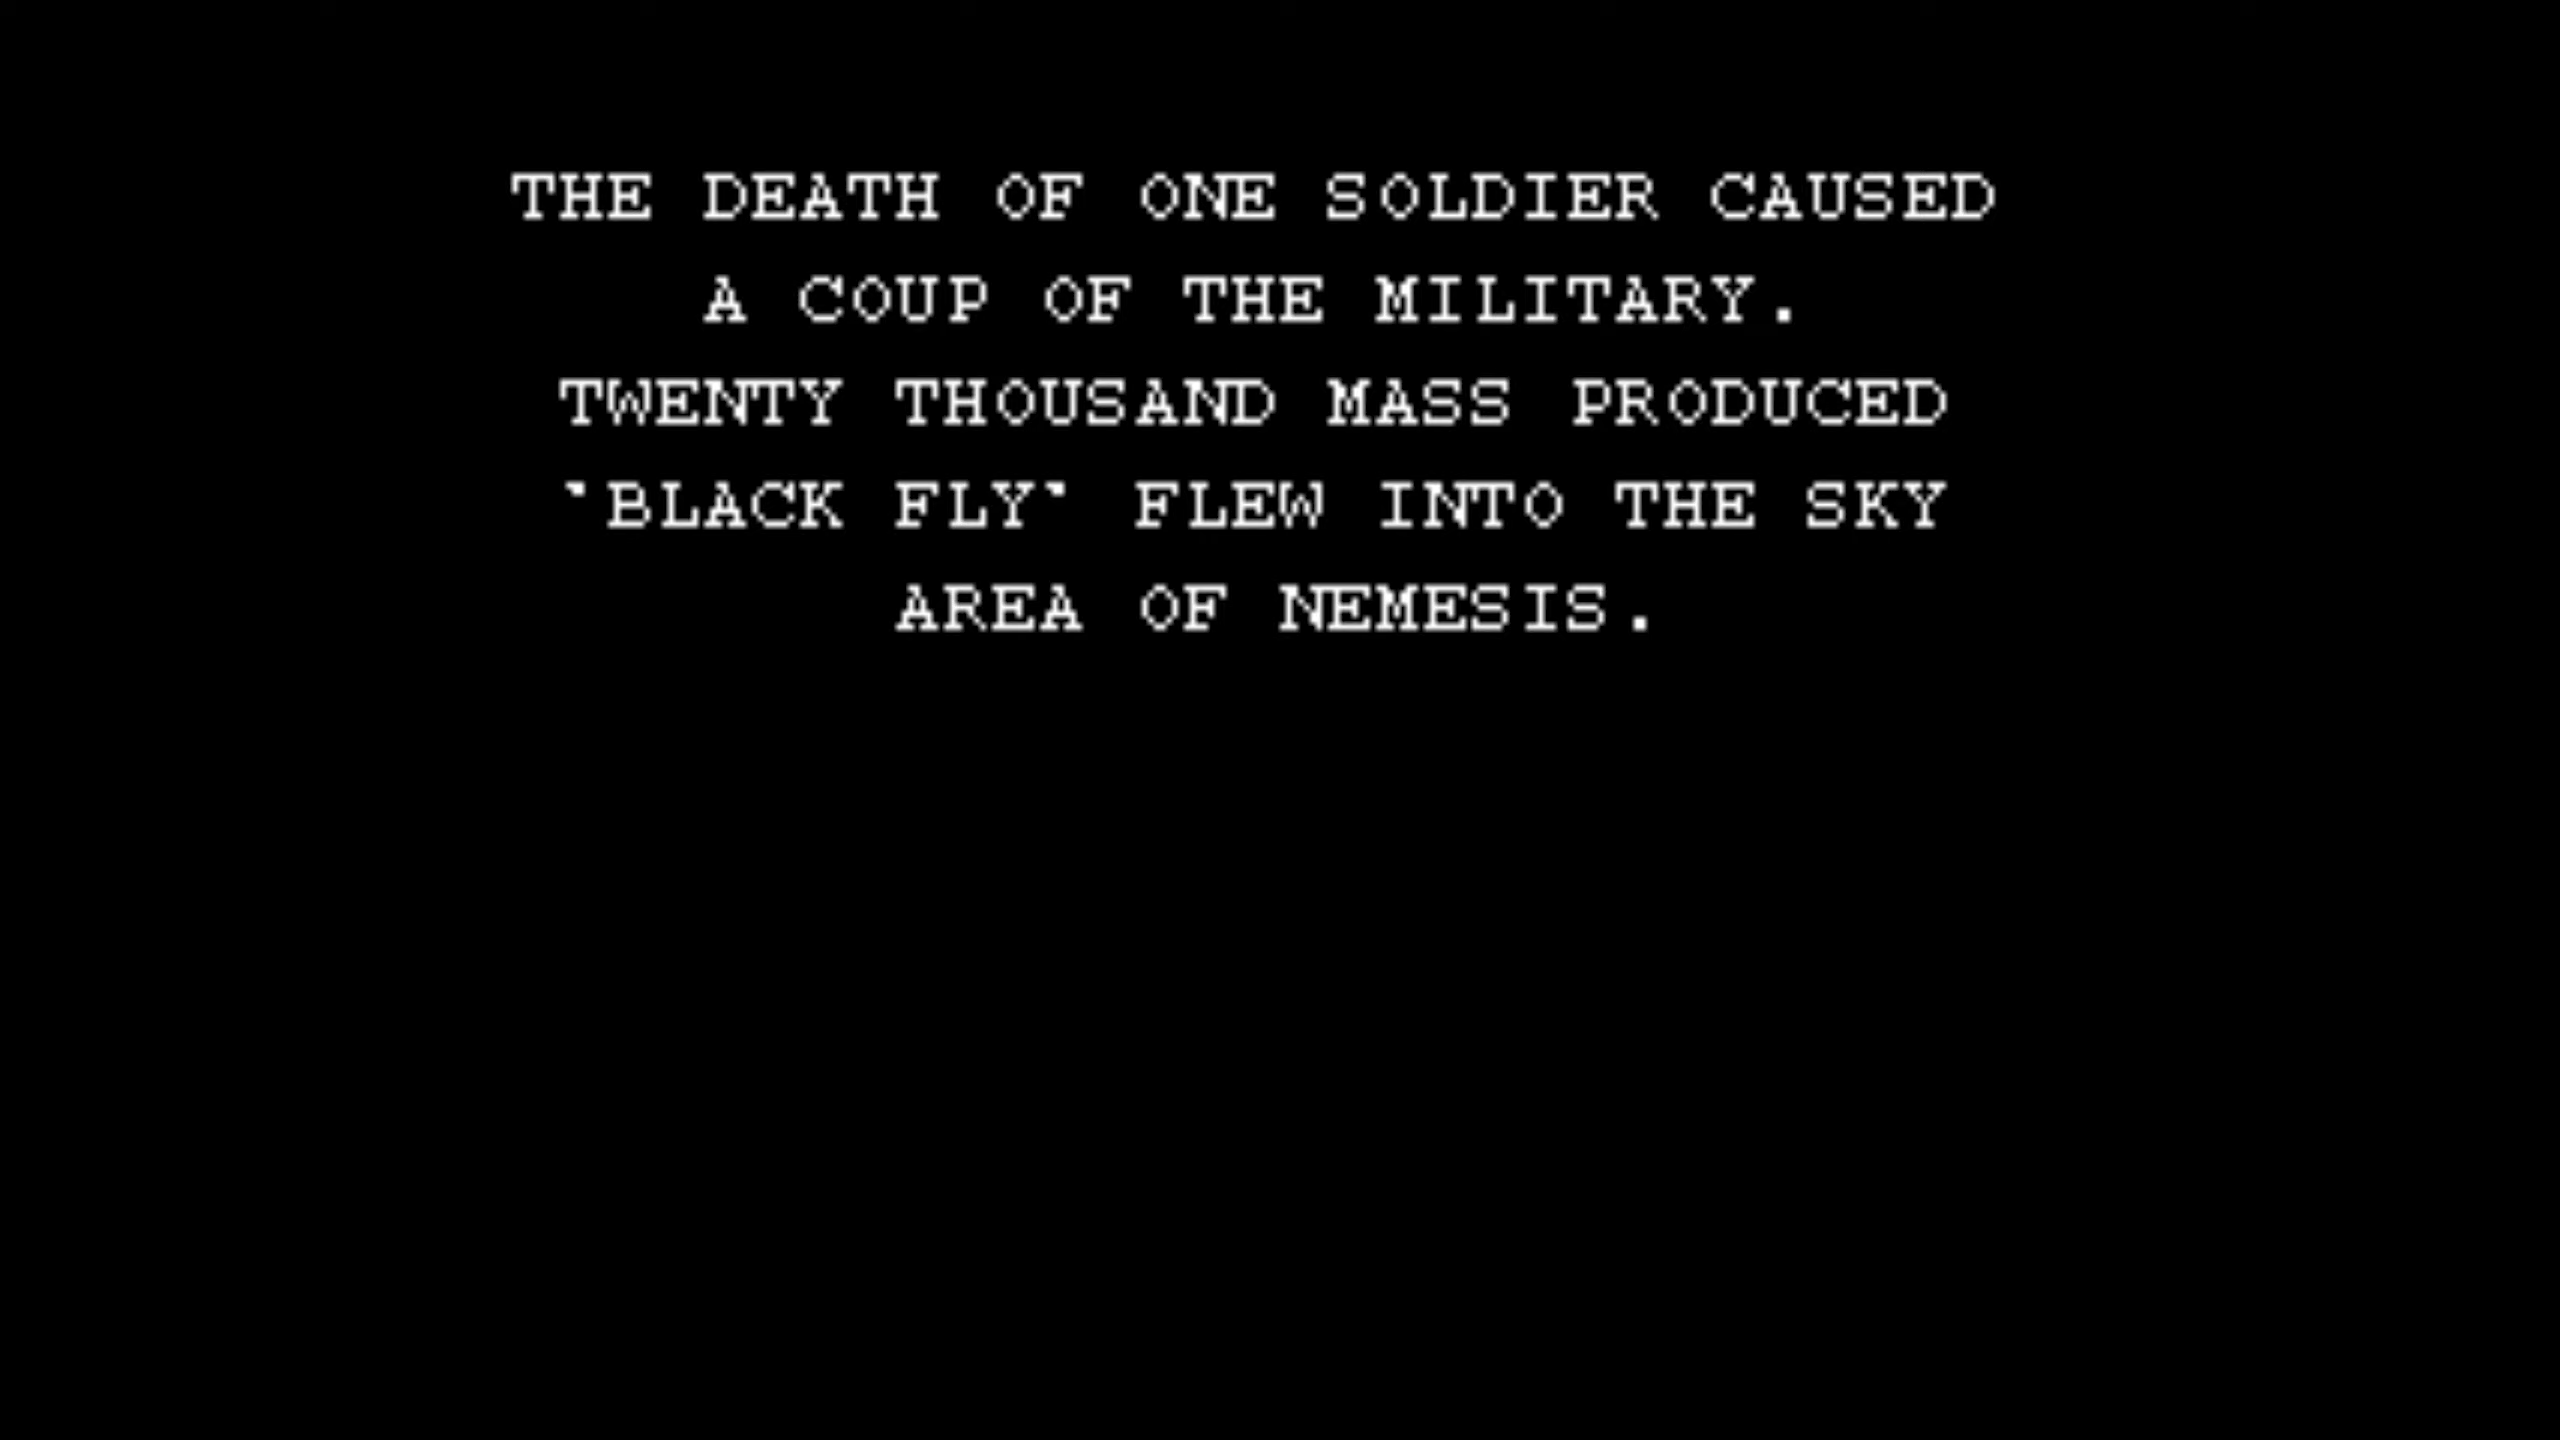 THE DEATH OF ONE SOLDIER CAUSED
A COUP OF THE MILITARY.
TWENTY THOUSAND MASS PRODUCED
`BLACK FLY` FLEW INTO THE SKY
AREA OF NEMESIS.